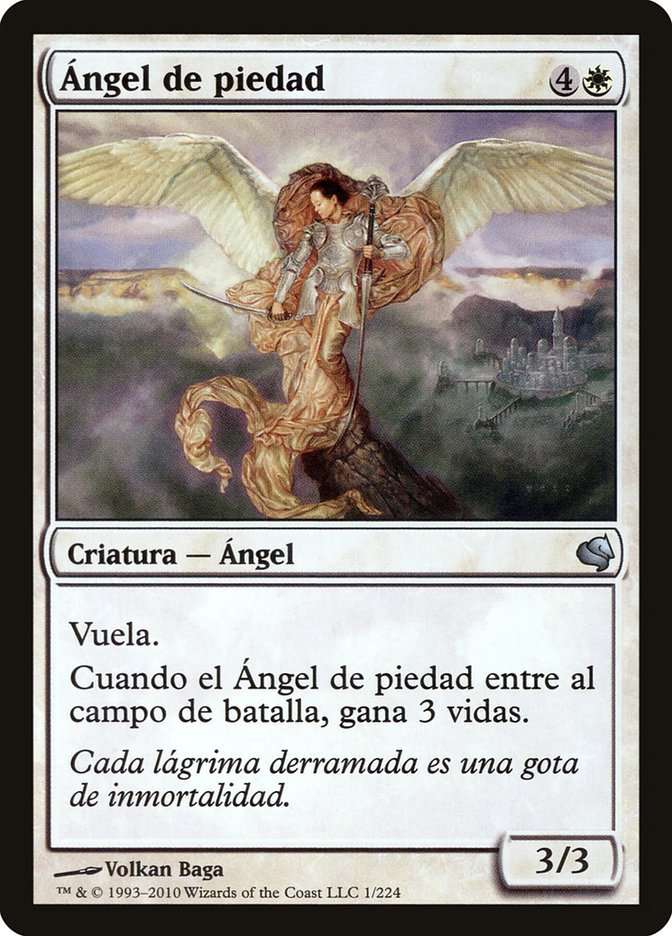 Ángel de piedad 4
Criatura — Ángel
Vuela.
Cuando el Ángel de piedad entre al
campo de batalla, gana 3 vidas.
Cada lágrima derramada es una gota
de inmortalidad.
3/3
Volkan Baga
™ & © 1993–2010 Wizards of the Coast LLC 1/224